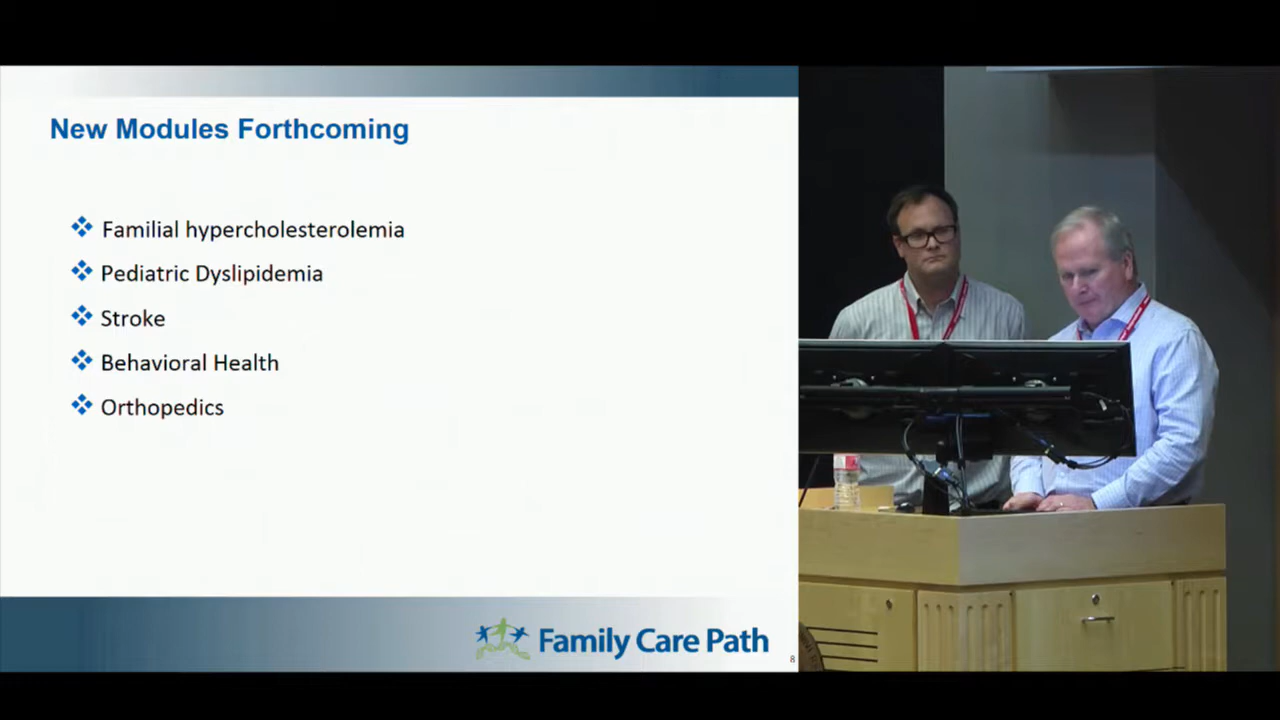 New Modules Forthcoming
Familial hypercholesterolemia
Pediatric Dyslipidemia
Stroke
Behavioral Health
Orthopedics
Family Care Path
8